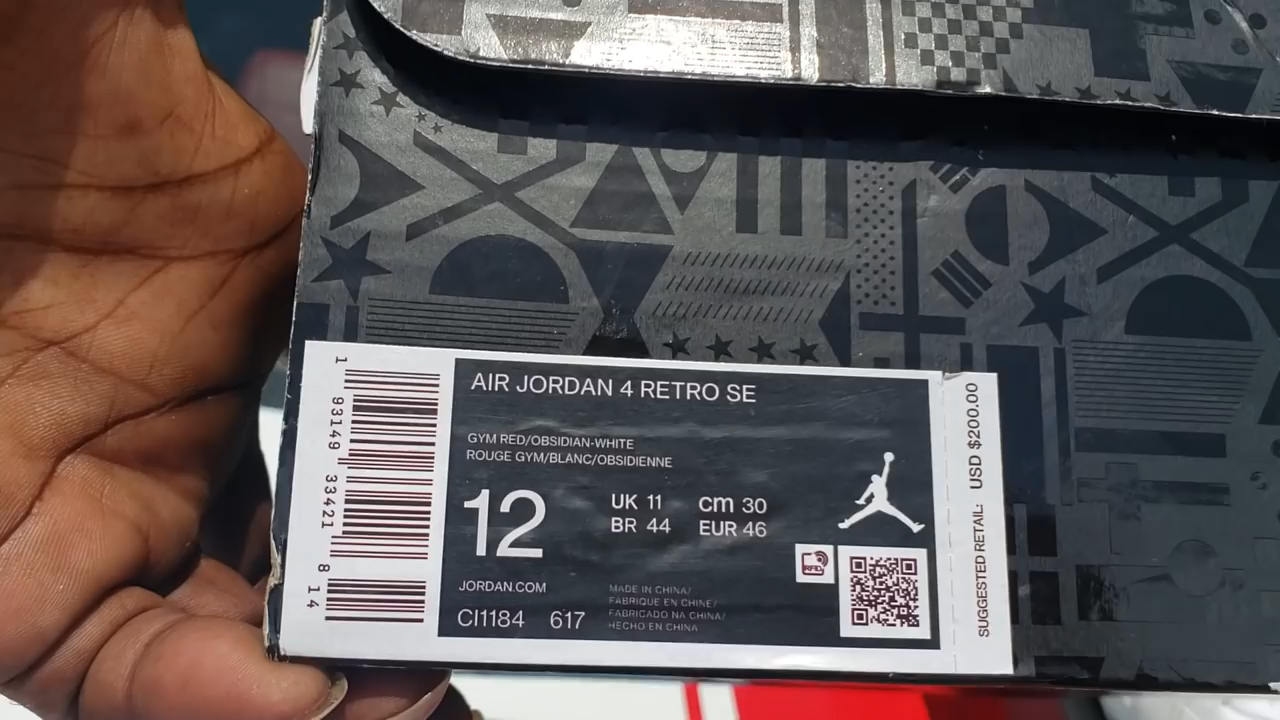 AIR JORDAN 4 RETRO SE
GYM RED/OBSIDIAN-WHITE
ROUGE GYM/BLANC/OBSIDIENNE
12
UK 11 cm 30
BR 44 EUR 46
JORDAN.COM
CI1184 617
MADE IN CHINA/
FABRIQUE EN CHINE/
FABRICADO NA CHINA/
HECHO EN CHINA
RFID
1 93149 33421 8 14
SUGGESTED RETAIL: USD $200.00